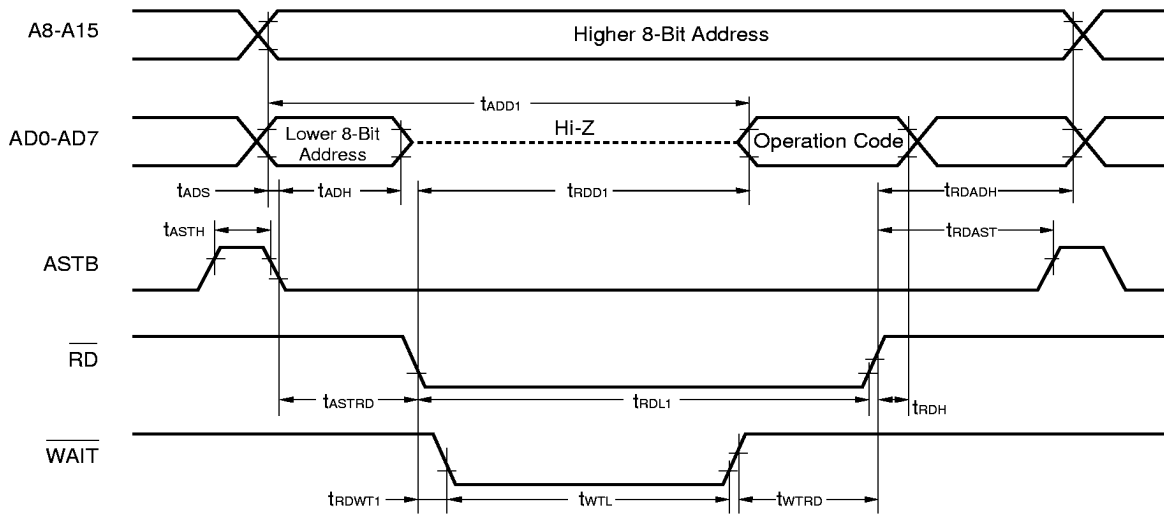 A8-A15
Higher 8-Bit Address
tADD1
AD0-AD7
Lower 8-Bit
Address
Hi-Z
Operation Code
tADS
tADH
tRDD1
tRDADH
tASTH
tRDAST
ASTB
RD
tASTRD
tRDL1
tRDH
WAIT
tRDWT1
tWTL
tWTRD